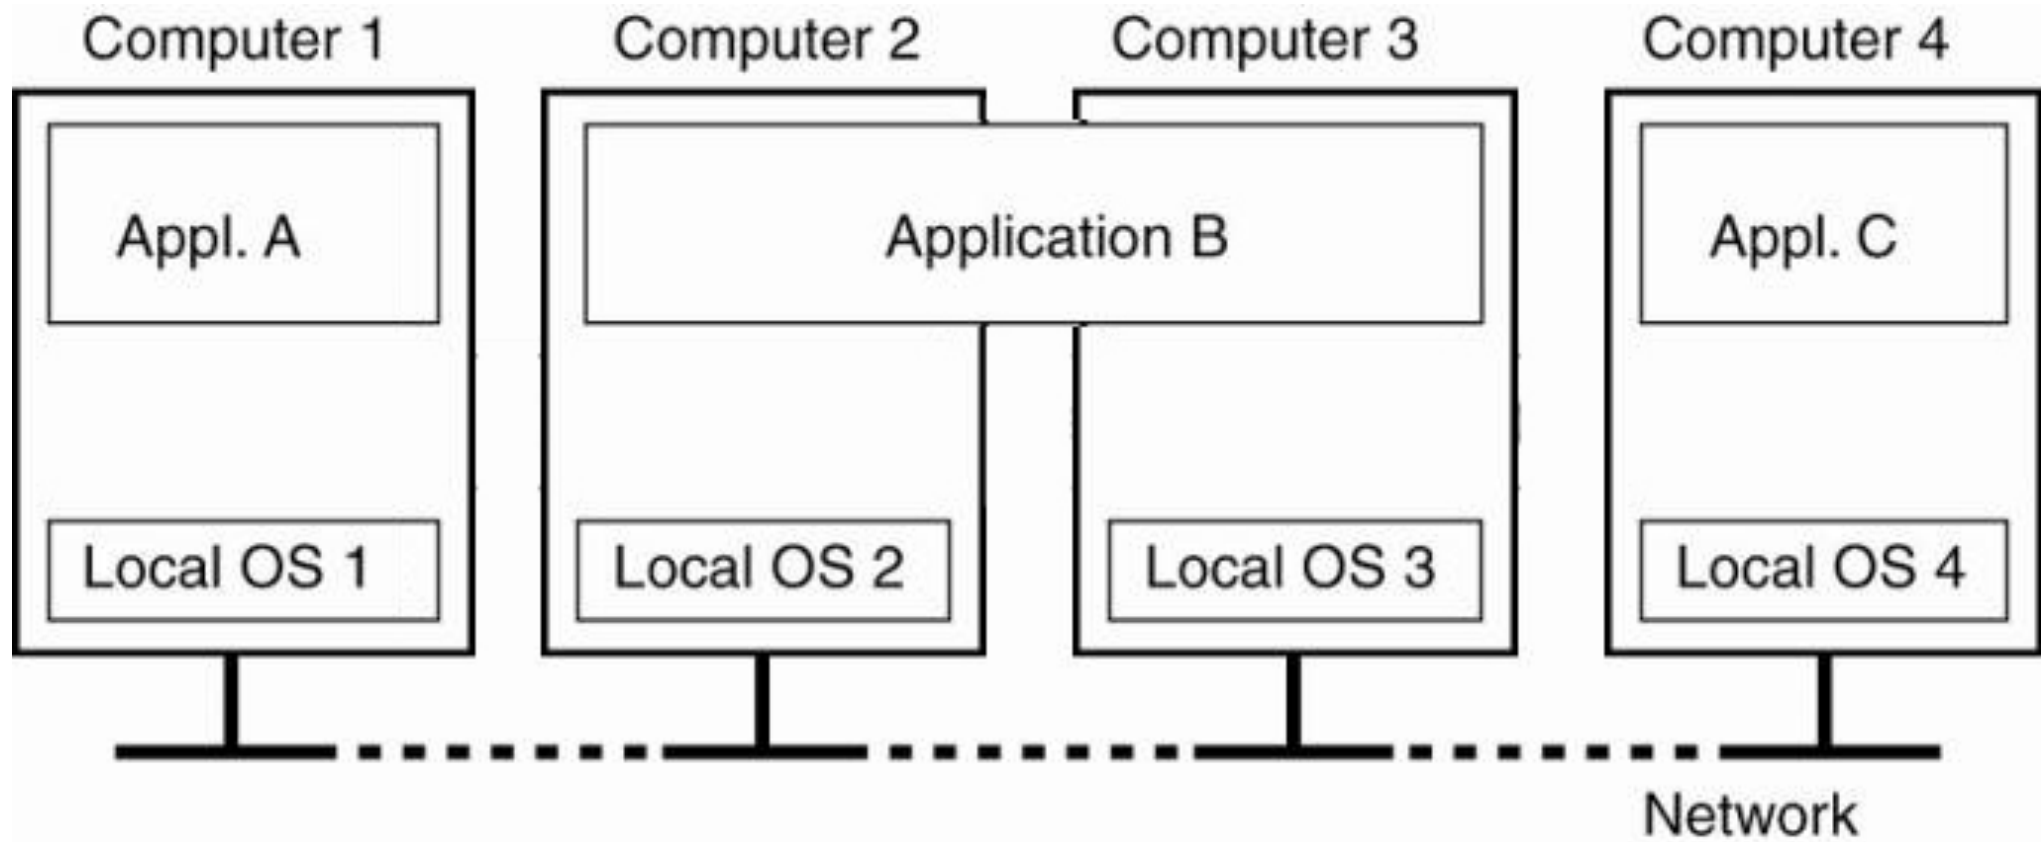 Computer 1
Computer 2
Computer 3
Computer 4
Appl. A
Application B
Appl. C
Local OS 1
Local OS 2
Local OS 3
Local OS 4
Network